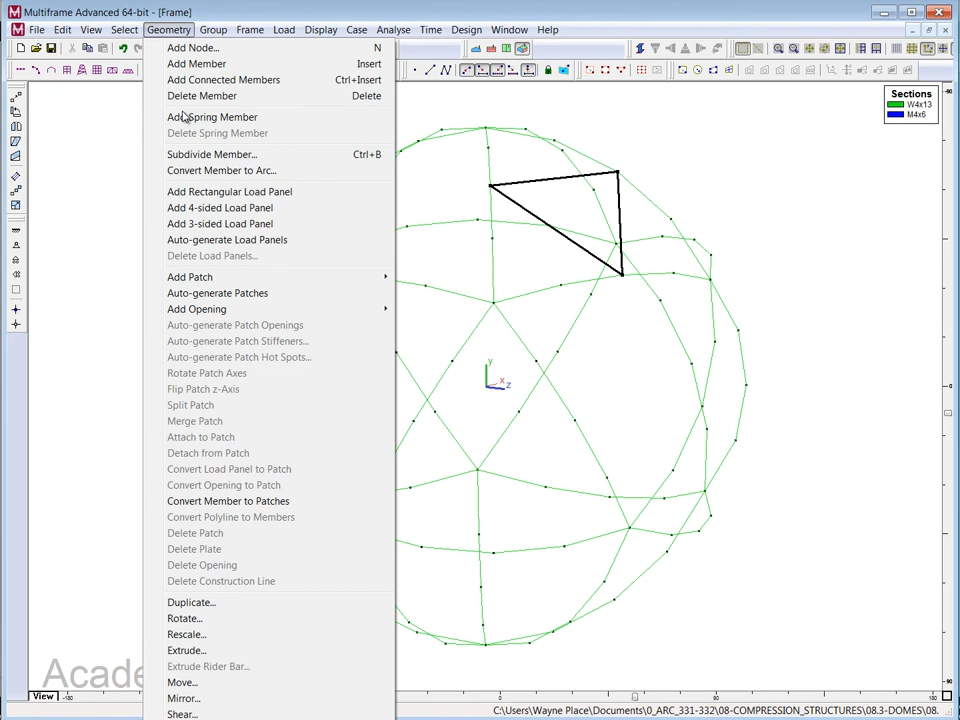 Multiframe Advanced 64-bit - [Frame]
File Edit View Select Geometry Group Frame Load Display Case Analyse Time Design Window Help
Add Node... N
Add Member Insert
Add Connected Members Ctrl+Insert
Delete Member Delete
Add Spring Member
Delete Spring Member
Subdivide Member... Ctrl+B
Convert Member to Arc...
Add Rectangular Load Panel
Add 4-sided Load Panel
Add 3-sided Load Panel
Auto-generate Load Panels
Delete Load Panels...
Add Patch
Auto-generate Patches
Add Opening
Auto-generate Patch Openings
Auto-generate Patch Stiffeners...
Auto-generate Patch Hot Spots...
Rotate Patch Axes
Flip Patch z-Axis
Split Patch
Merge Patch
Attach to Patch
Detach from Patch
Convert Load Panel to Patch
Convert Opening to Patch
Convert Member to Patches
Convert Polyline to Members
Delete Patch
Delete Plate
Delete Opening
Delete Construction Line
Duplicate...
Rotate...
Rescale...
Extrude...
Extrude Rider Bar...
Move...
Mirror...
Shear...
Sections
W4x13
M4x6
y
x
z
-90
0
90
Acade
View
-180
0
90
180
C:\Users\Wayne Place\Documents\0_ARC_331-332\08-COMPRESSION_STRUCTURES\08.3-DOMES\08.